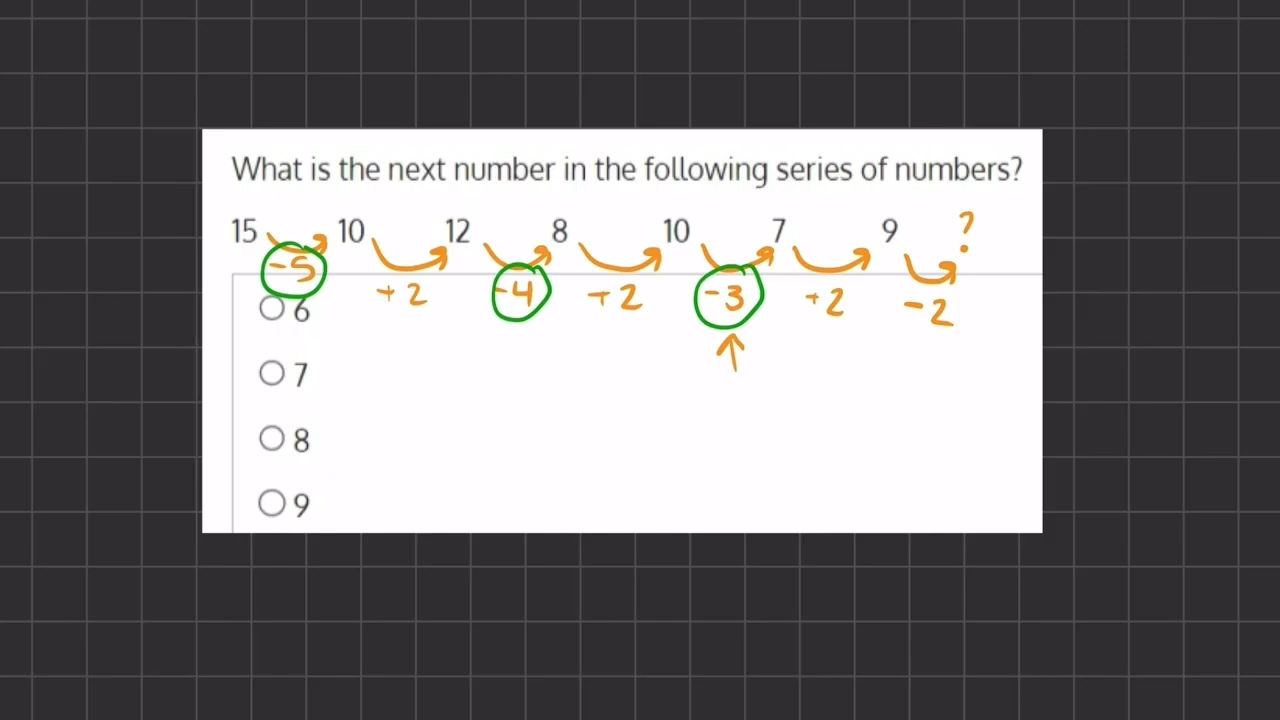 What is the next number in the following series of numbers?
15 10 12 8 10 7 9 ?
-5 +2 -4 +2 -3 +2 -2
6
7
8
9